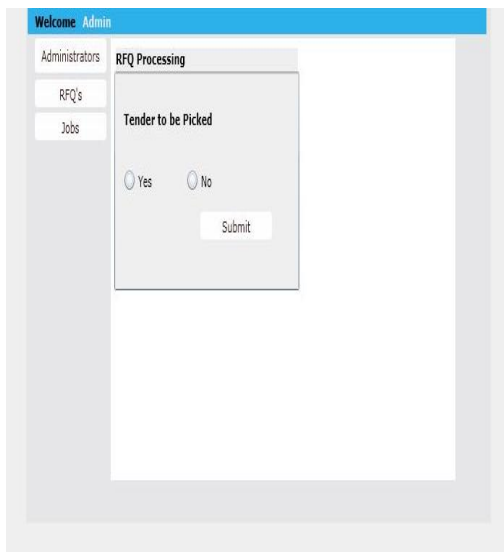 Welcome Admin
Administrators
RFQ's
Jobs
RFQ Processing
Tender to be Picked
Yes No
Submit